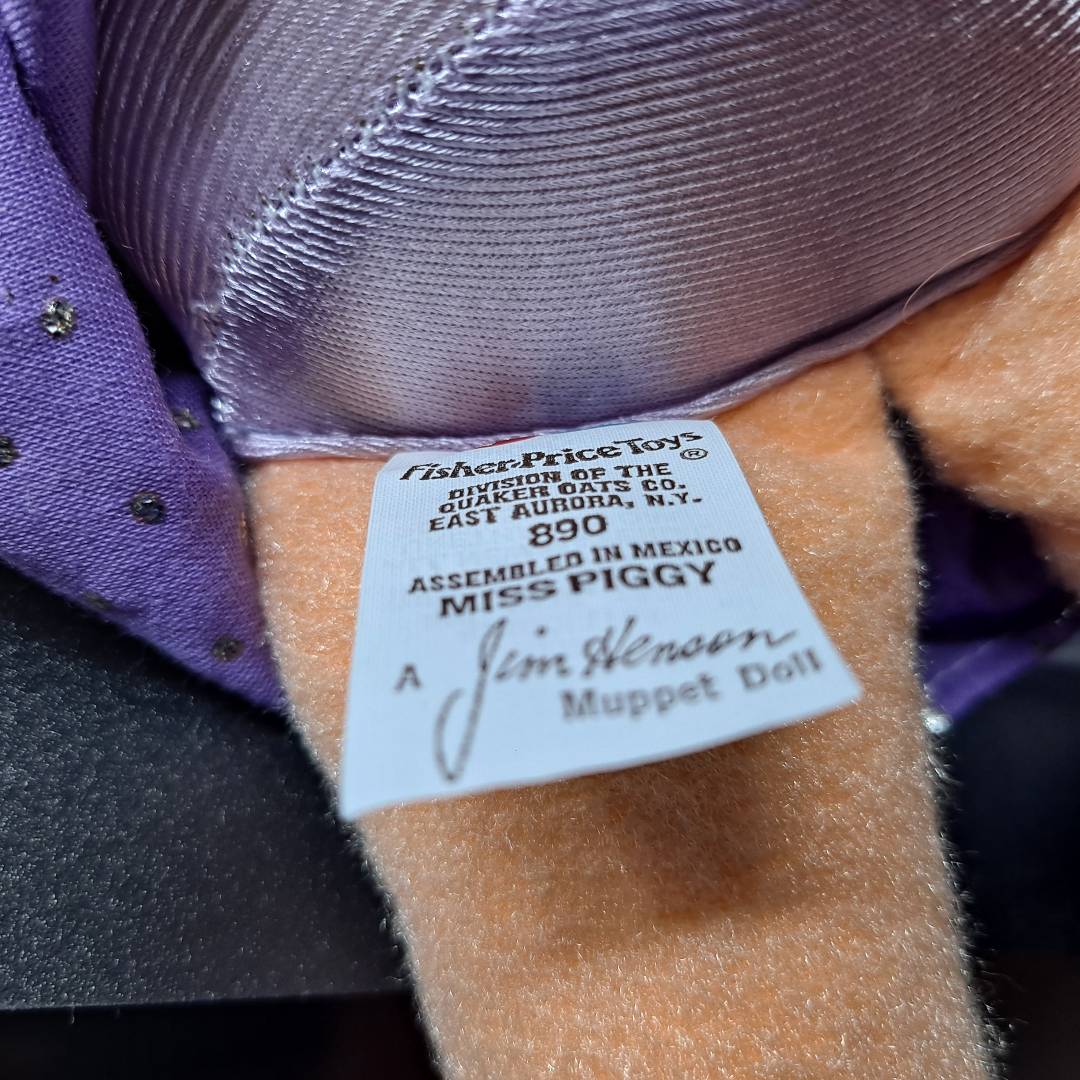 Fisher-Price Toys®
DIVISION OF THE
QUAKER OATS CO.
EAST AURORA, N.Y.
890
ASSEMBLED IN MEXICO
MISS PIGGY
A Jim Henson
Muppet Doll